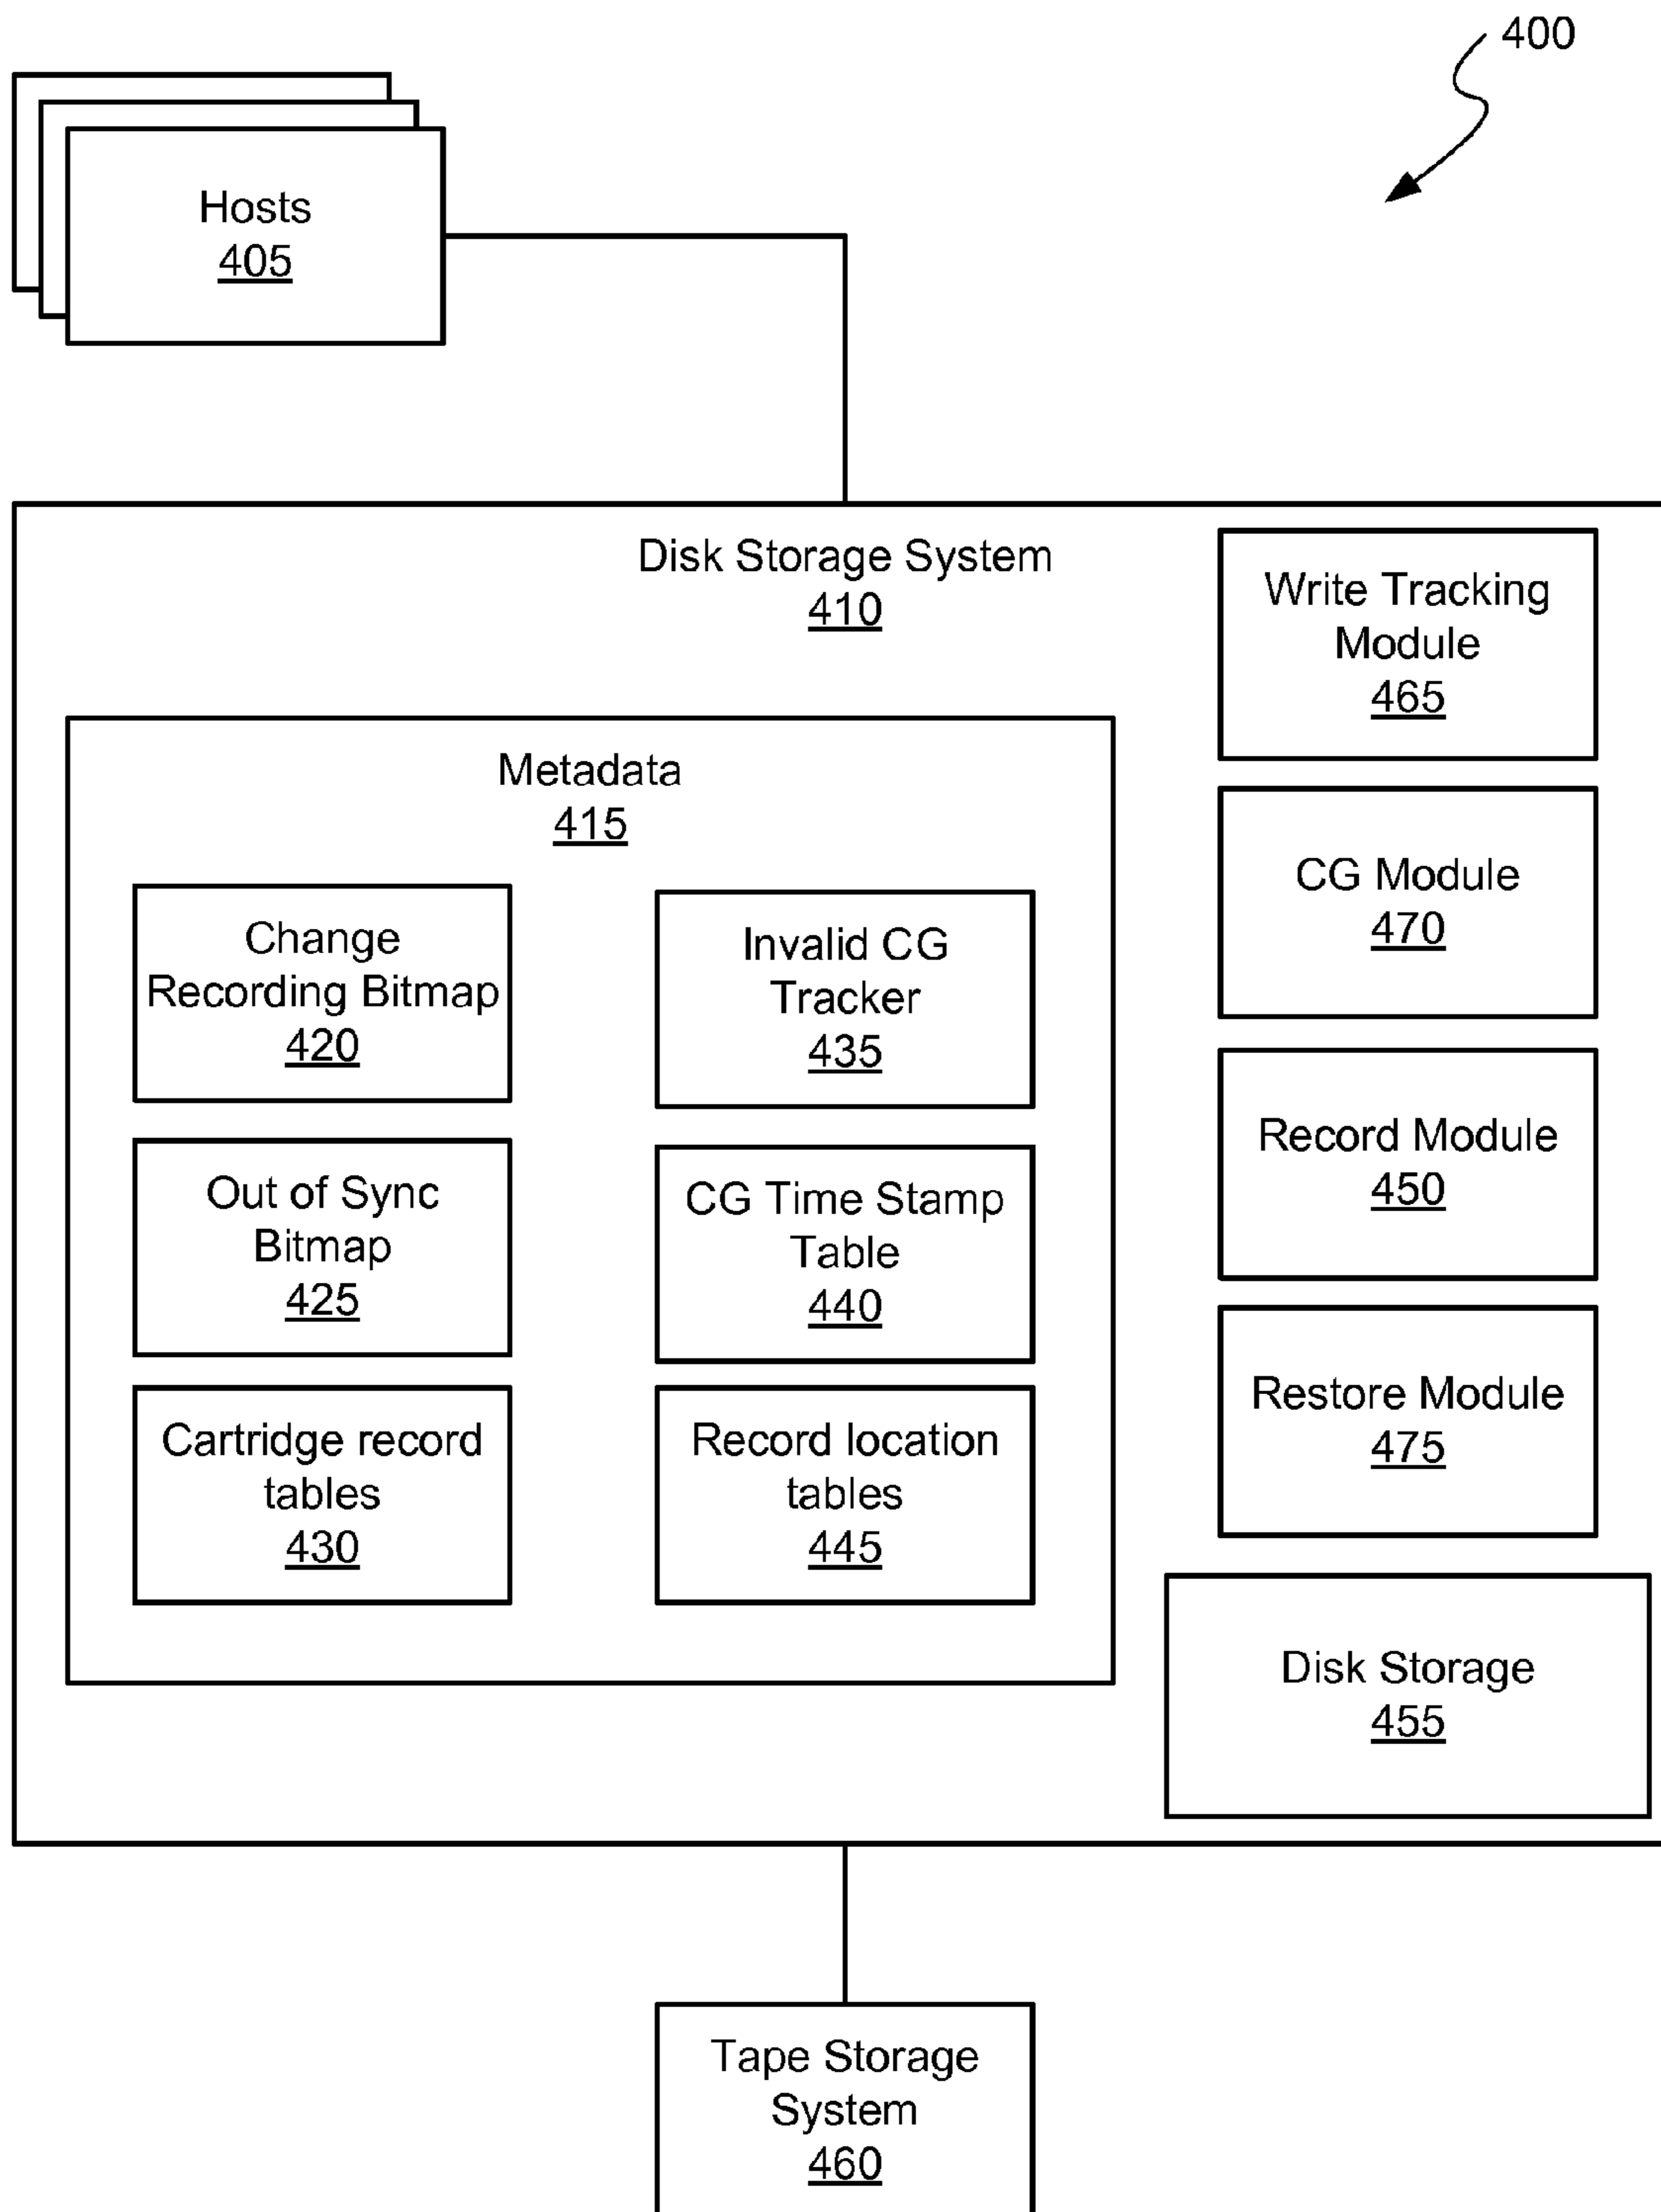 400
Hosts
405
Disk Storage System
410
Write Tracking
Module
465
Metadata
415
CG Module
470
Change
Recording Bitmap
420
Invalid CG
Tracker
435
Record Module
450
Out of Sync
Bitmap
425
CG Time Stamp
Table
440
Restore Module
475
Cartridge record
tables
430
Record location
tables
445
Disk Storage
455
Tape Storage
System
460